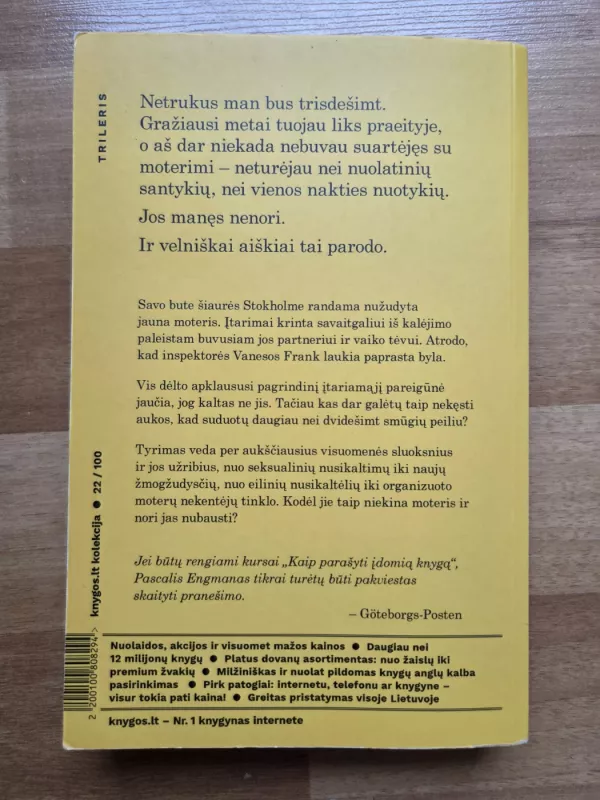 TRILERIS
Netrukus man bus trisdešimt.
Gražiausi metai tuojau liks praeityje,
o aš dar niekada nebuvau suartėjęs su
moterimi – neturėjau nei nuolatinių
santykių, nei vienos nakties nuotykių.
Jos manęs nenori.
Ir velniškai aiškiai tai parodo.
Savo bute šiaurės Stokholme randama nužudyta
jauna moteris. Įtarimai krinta savaitgaliui iš kalėjimo
paleistam buvusiam jos partneriui ir vaiko tėvui. Atrodo,
kad inspektorės Vanesos Frank laukia paprasta byla.
Vis dėlto apklaususi pagrindinį įtariamąjį pareigūnė
jaučia, jog kaltas ne jis. Tačiau kas dar galėtų taip nekęsti
aukos, kad suduotų daugiau nei dvidešimt smūgių peiliu?
Tyrimas veda per aukščiausius visuomenės sluoksnius
ir jos užribius, nuo seksualinių nusikaltimų iki naujų
žmogžudysčių, nuo eilinių nusikaltėlių iki organizuoto
moterų nekentėjų tinklo. Kodėl jie taip niekina moteris ir
nori jas nubausti?
Jei būtų rengiami kursai „Kaip parašyti įdomią knygą“,
Pascalis Engmanas tikrai turėtų būti pakviestas
skaityti pranešimo.
– Göteborgs-Posten
knygos.lt kolekcija ● 22 / 100
2 200100 808294 >
Nuolaidos, akcijos ir visuomet mažos kainos ● Daugiau nei
12 milijonų knygų ● Platus dovanų asortimentas: nuo žaislų iki
premium žvakių ● Milžiniškas ir nuolat pildomas knygų anglų kalba
pasirinkimas ● Pirk patogiai: internetu, telefonu ar knygyne –
visur tokia pati kaina! ● Greitas pristatymas visoje Lietuvoje
knygos.lt – Nr. 1 knygynas internete